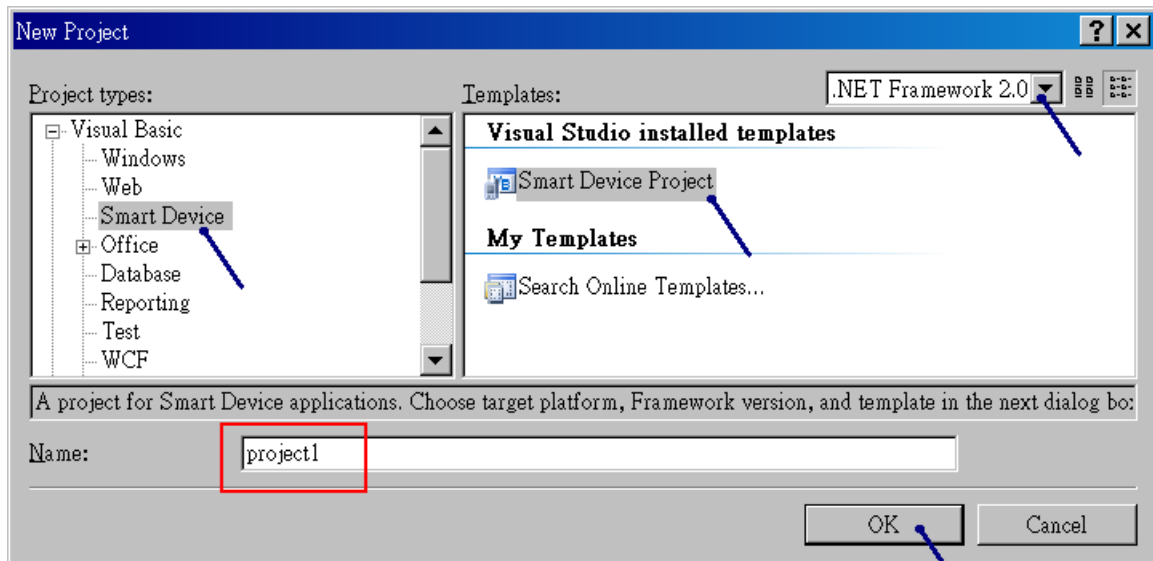 New Project
Project types:
Templates:
.NET Framework 2.0
Visual Basic
Windows
Web
Smart Device
Office
Database
Reporting
Test
WCF
Visual Studio installed templates
Smart Device Project
My Templates
Search Online Templates...
A project for Smart Device applications. Choose target platform, Framework version, and template in the next dialog bo:
Name:
project1
OK
Cancel